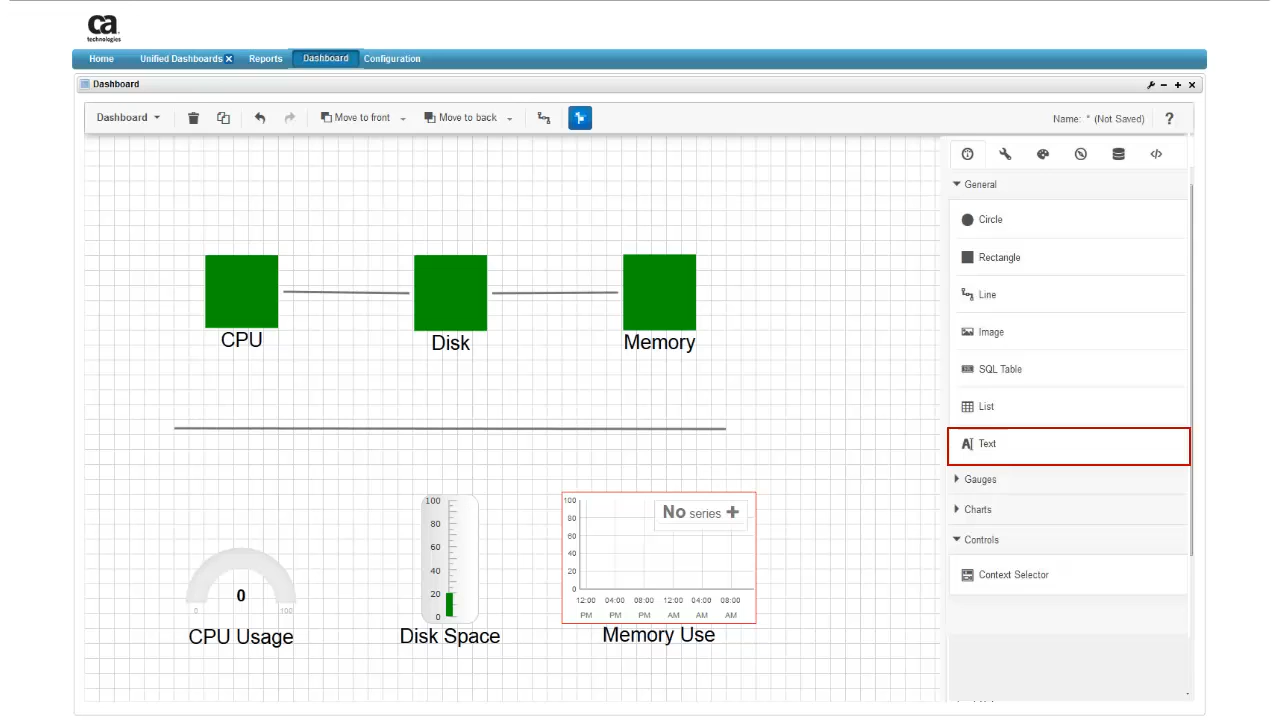 ca
technologies
Home Unified Dashboards Reports Dashboard Configuration
Dashboard
Dashboard Move to front Move to back Name: * (Not Saved) ?
General
Circle
Rectangle
Line
Image
SQL Table
List
Text
Gauges
Charts
Controls
Context Selector
CPU Disk Memory
100
80
60
40
20
0
No series +
100
80
60
40
20
0
12:00 04:00 08:00 12:00 04:00 08:00
PM PM PM AM AM AM
0
0 100
CPU Usage Disk Space Memory Use